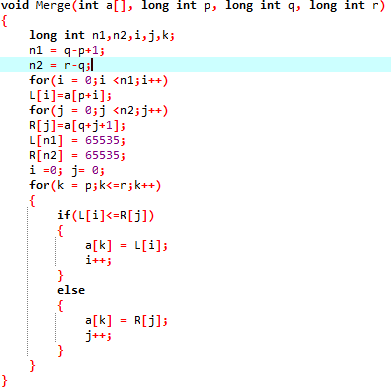 void Merge(int a[], long int p, long int q, long int r)
{
long int n1,n2,i,j,k;
n1 = q-p+1;
n2 = r-q;
for(i = 0;i <n1;i++)
L[i]=a[p+i];
for(j = 0;j <n2;j++)
R[j]=a[q+j+1];
L[n1] = 65535;
R[n2] = 65535;
i =0; j= 0;
for(k = p;k<=r;k++)
{
if(L[i]<=R[j])
{
a[k] = L[i];
i++;
}
else
{
a[k] = R[j];
j++;
}
}
}